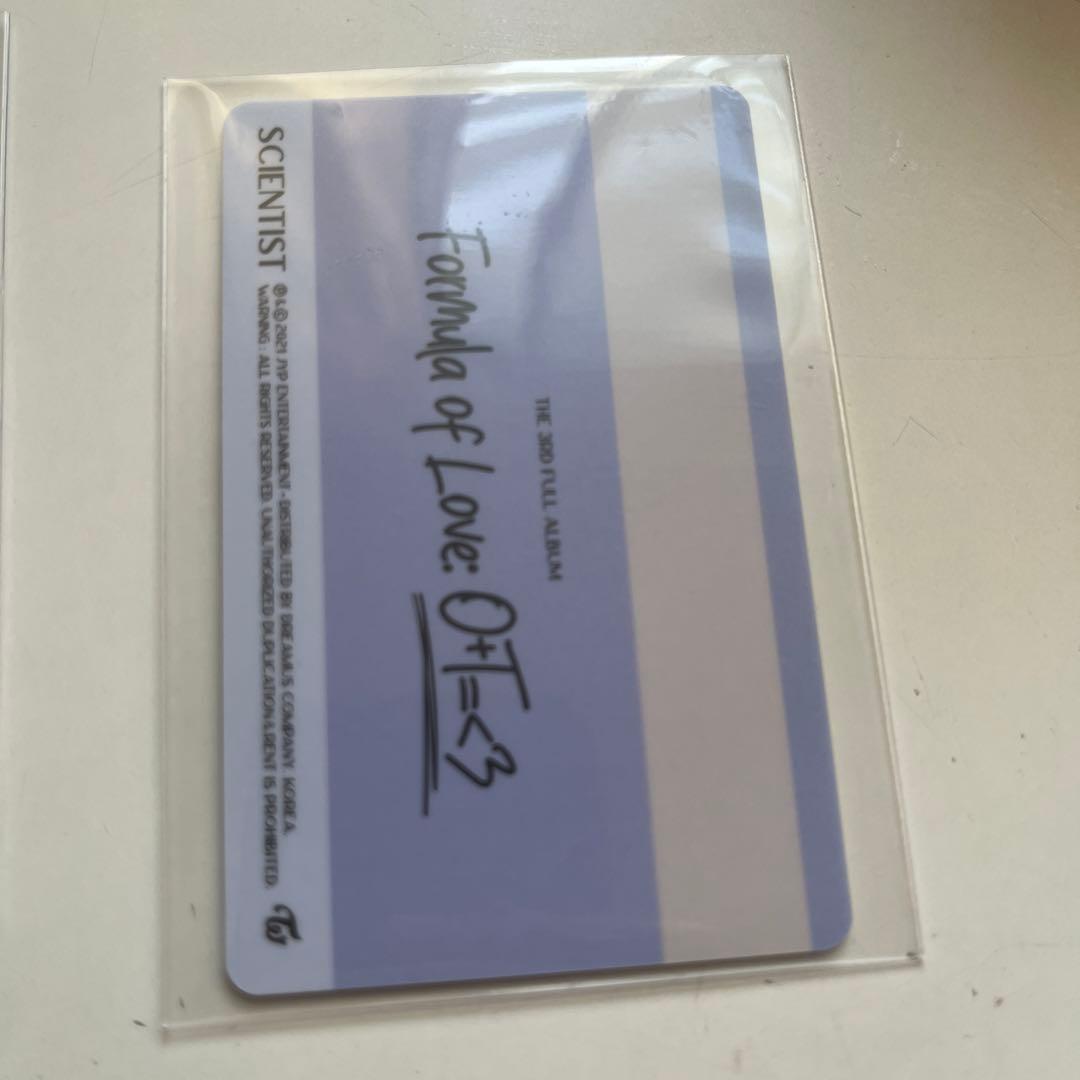 THE 3RD FULL ALBUM
Formula of Love: O+T=<3
SCIENTIST
℗ & © 2021 JYP ENTERTAINMENT • DISTRIBUTED BY DREAMUS COMPANY. KOREA.
WARNING : ALL RIGHTS RESERVED. UNAUTHORIZED DUPLICATION & RENT IS PROHIBITED.